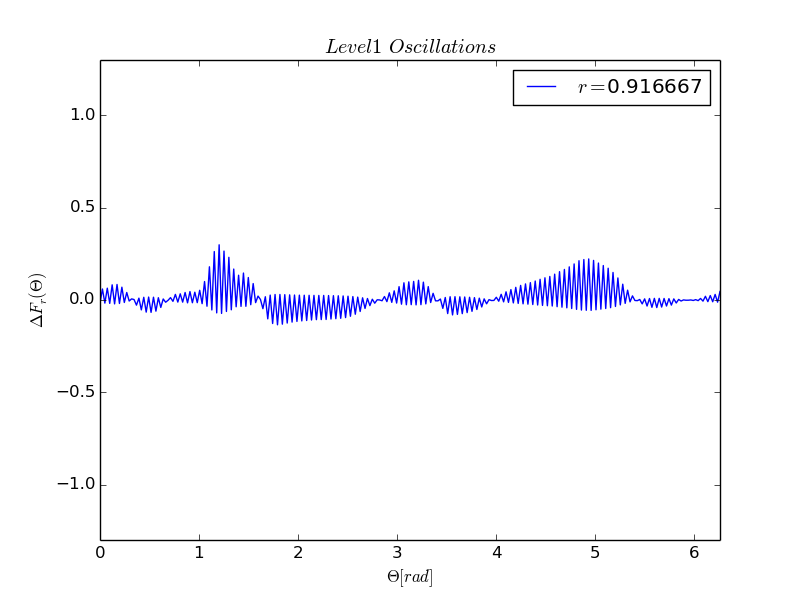 Level1 Oscillations
r=0.916667
1.0
0.5
0.0
−0.5
−1.0
ΔF_r(Θ)
0 1 2 3 4 5 6
Θ[rad]